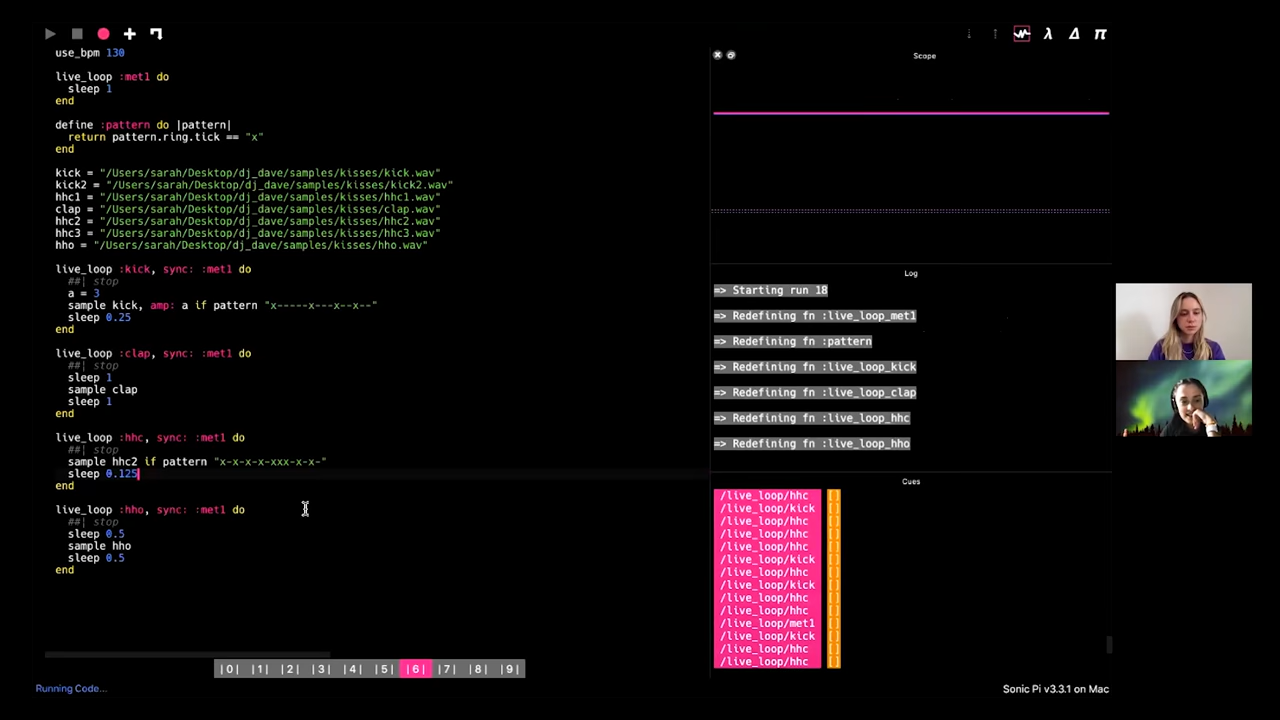 use_bpm 130
live_loop :met1 do
sleep 1
end
define :pattern do |pattern|
return pattern.ring.tick == "x"
end
kick = "/Users/sarah/Desktop/dj_dave/samples/kisses/kick.wav"
kick2 = "/Users/sarah/Desktop/dj_dave/samples/kisses/kick2.wav"
hhc1 = "/Users/sarah/Desktop/dj_dave/samples/kisses/hhc1.wav"
clap = "/Users/sarah/Desktop/dj_dave/samples/kisses/clap.wav"
hhc2 = "/Users/sarah/Desktop/dj_dave/samples/kisses/hhc2.wav"
hhc3 = "/Users/sarah/Desktop/dj_dave/samples/kisses/hhc3.wav"
hho = "/Users/sarah/Desktop/dj_dave/samples/kisses/hho.wav"
live_loop :kick, sync: :met1 do
##| stop
a = 3
sample kick, amp: a if pattern "x-----x---x--x--"
sleep 0.25
end
live_loop :clap, sync: :met1 do
##| stop
sleep 1
sample clap
sleep 1
end
live_loop :hhc, sync: :met1 do
##| stop
sample hhc2 if pattern "x-x-x-x-xxx-x-x-"
sleep 0.125
end
live_loop :hho, sync: :met1 do
##| stop
sleep 0.5
sample hho
sleep 0.5
end
|0| |1| |2| |3| |4| |5| |6| |7| |8| |9|
Running Code...
λ Δ π
Scope
Log
=> Starting run 18
=> Redefining fn :live_loop_met1
=> Redefining fn :pattern
=> Redefining fn :live_loop_kick
=> Redefining fn :live_loop_clap
=> Redefining fn :live_loop_hhc
=> Redefining fn :live_loop_hho
Cues
/live_loop/hhc []
/live_loop/kick []
/live_loop/hhc []
/live_loop/hhc []
/live_loop/hhc []
/live_loop/kick []
/live_loop/hhc []
/live_loop/kick []
/live_loop/hhc []
/live_loop/hhc []
/live_loop/met1 []
/live_loop/kick []
/live_loop/hhc []
/live_loop/hhc []
Sonic Pi v3.3.1 on Mac